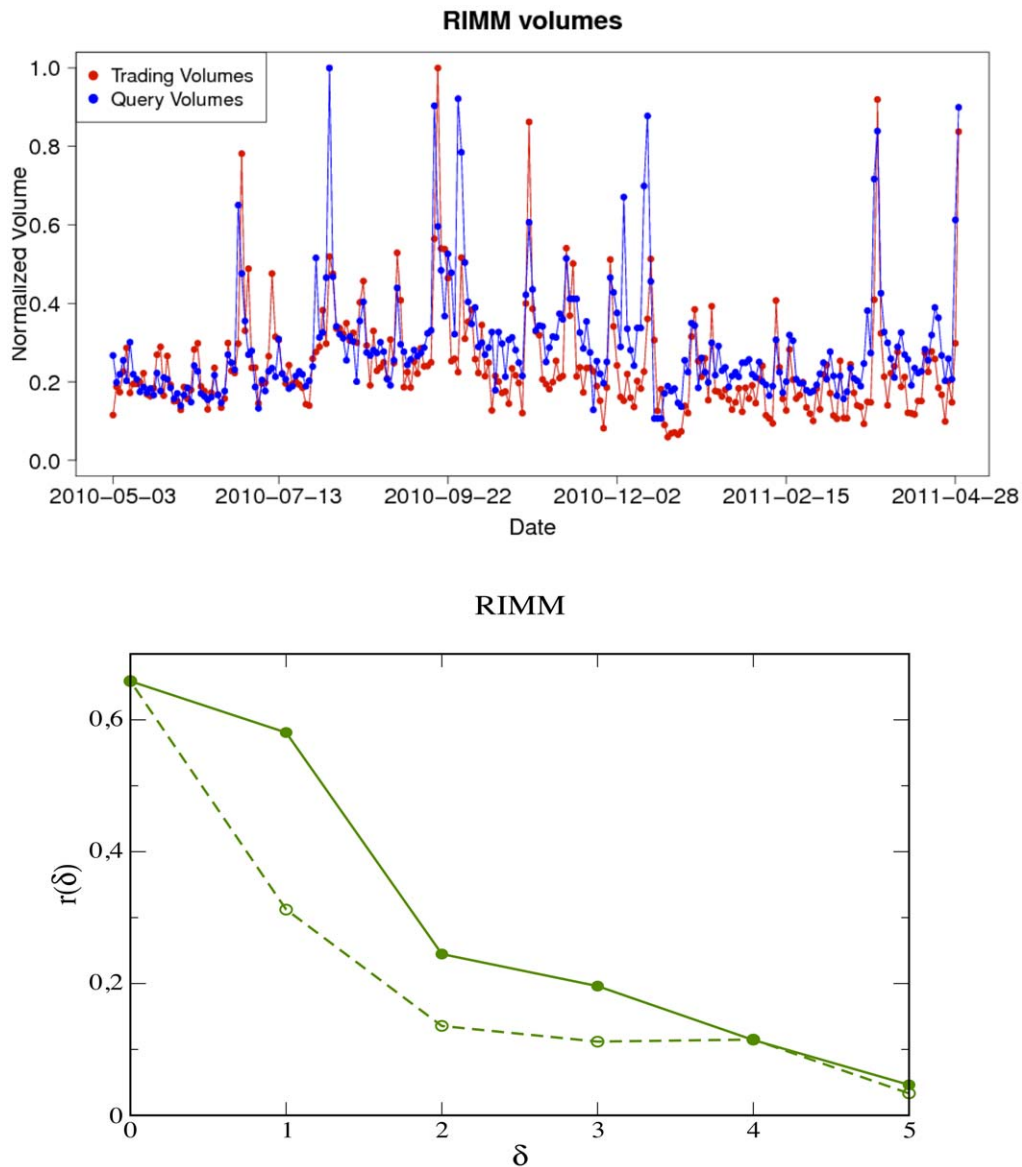 RIMM volumes
Trading Volumes
Query Volumes
Normalized Volume
1.0
0.8
0.6
0.4
0.2
0.0
2010−05−03 2010−07−13 2010−09−22 2010−12−02 2011−02−15 2011−04−28
Date
RIMM
r(δ)
0,6
0,4
0,2
0
0 1 2 3 4 5
δ